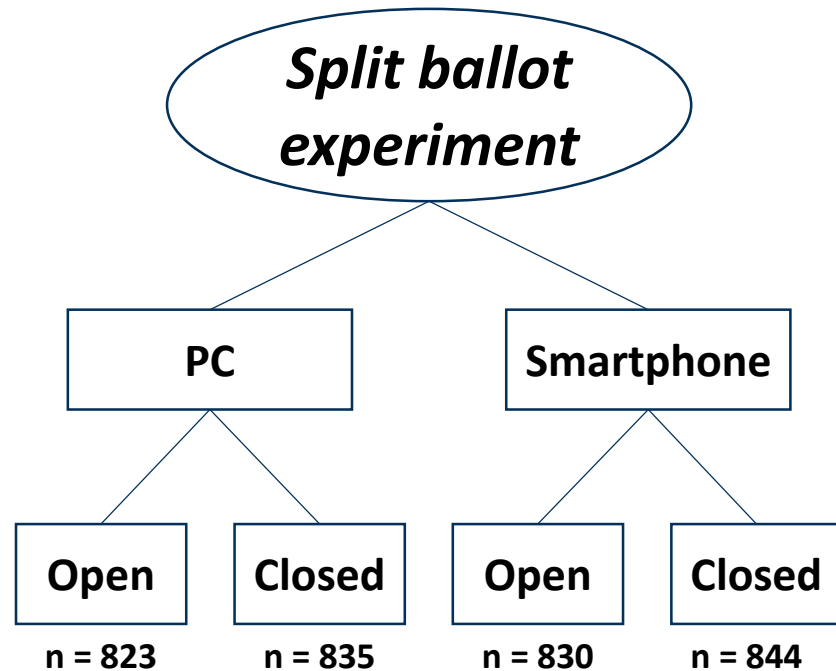 Split ballot
experiment
PC
Smartphone
Open
Closed
Open
Closed
n = 823
n = 835
n = 830
n = 844